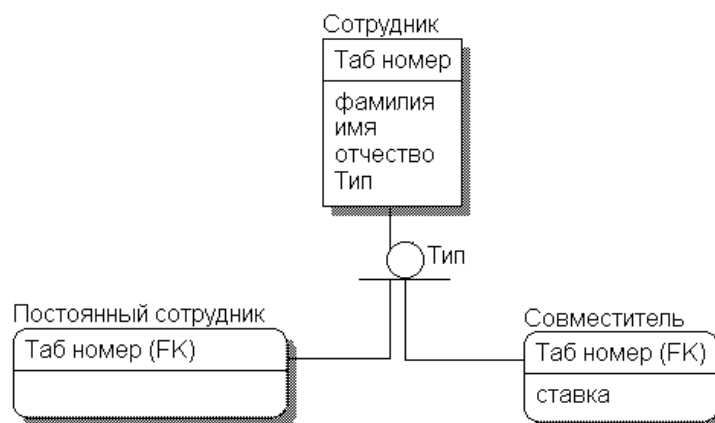 Сотрудник
Таб номер
фамилия
имя
отчество
Тип
Тип
Постоянный сотрудник
Таб номер (FK)
Совместитель
Таб номер (FK)
ставка